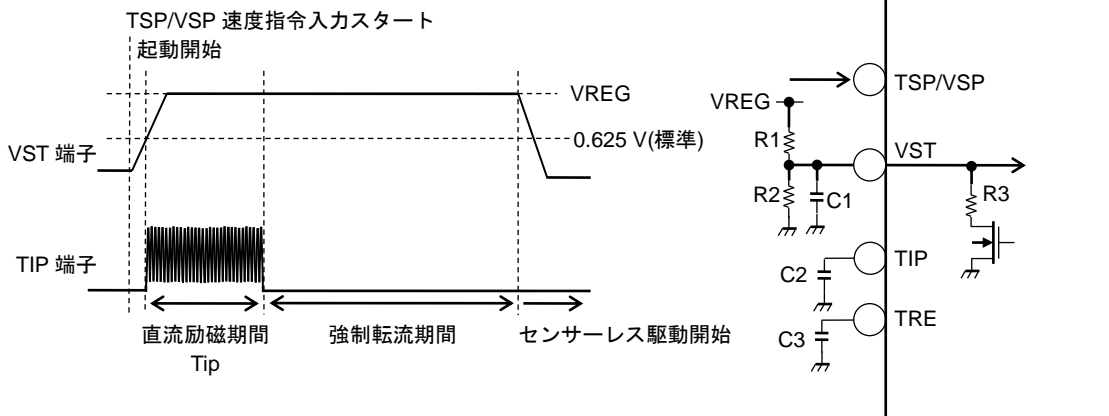 TSP/VSP 速度指令入力スタート
起動開始
VREG
0.625 V(標準)
VST 端子
TIP 端子
直流励磁期間
Tip
強制転流期間
センサーレス駆動開始
TSP/VSP
VREG
R1
VST
R2
C1
R3
TIP
C2
TRE
C3